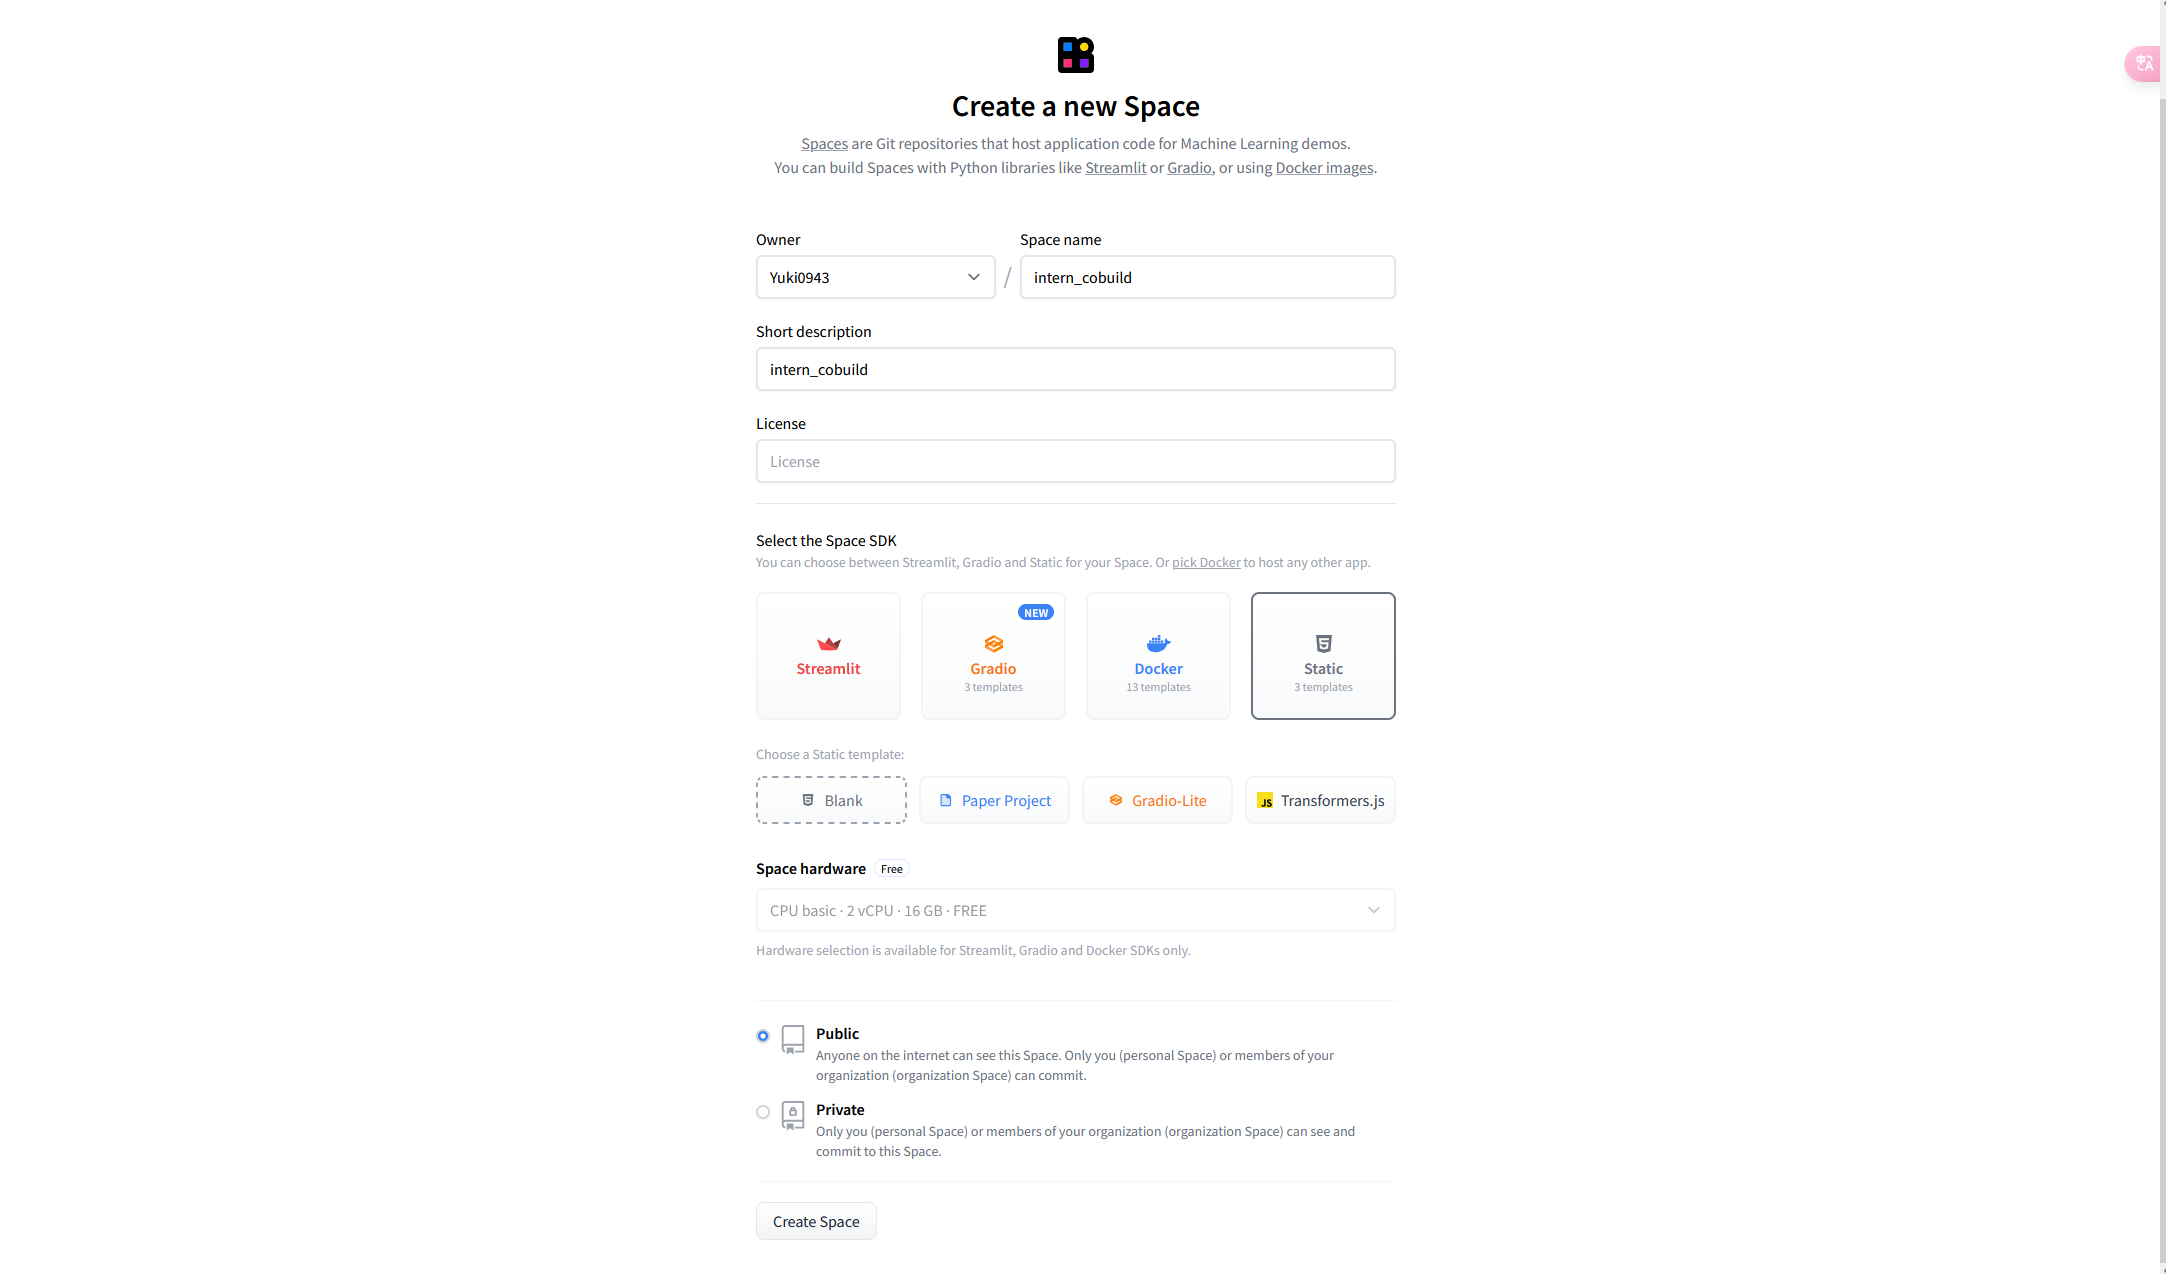 Create a new Space
Spaces are Git repositories that host application code for Machine Learning demos.
You can build Spaces with Python libraries like Streamlit or Gradio, or using Docker images.
Owner
Space name
Yuki0943
/
intern_cobuild
Short description
intern_cobuild
License
License
Select the Space SDK
You can choose between Streamlit, Gradio and Static for your Space. Or pick Docker to host any other app.
Streamlit
NEW
Gradio
3 templates
Docker
13 templates
Static
3 templates
Choose a Static template:
Blank
Paper Project
Gradio-Lite
JS Transformers.js
Space hardware Free
CPU basic · 2 vCPU · 16 GB · FREE
Hardware selection is available for Streamlit, Gradio and Docker SDKs only.
Public
Anyone on the internet can see this Space. Only you (personal Space) or members of your
organization (organization Space) can commit.
Private
Only you (personal Space) or members of your organization (organization Space) can see and
commit to this Space.
Create Space